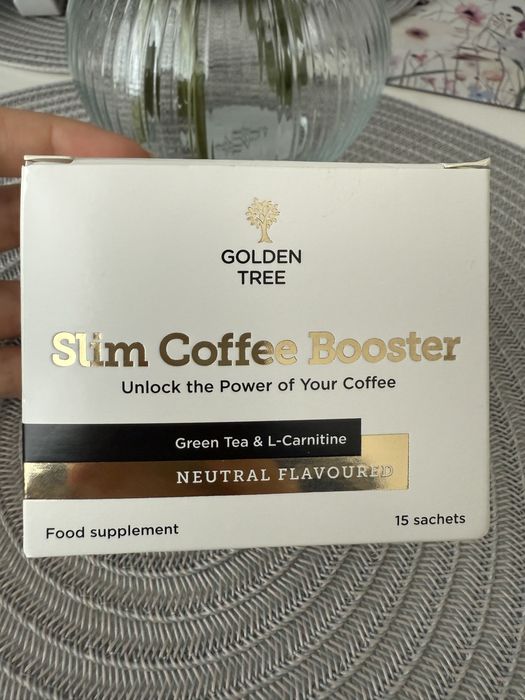 GOLDEN
TREE
Slim Coffee Booster
Unlock the Power of Your Coffee
Green Tea & L-Carnitine
NEUTRAL FLAVOURED
Food supplement
15 sachets